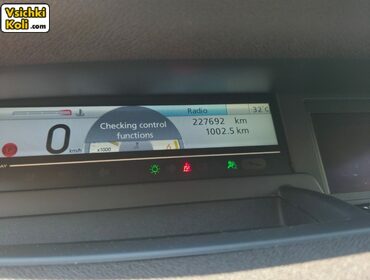 Vsichki
Koli.com
Radio
32°C
227692 km
1002.5 km
Checking control
functions
0
km/h
x1000